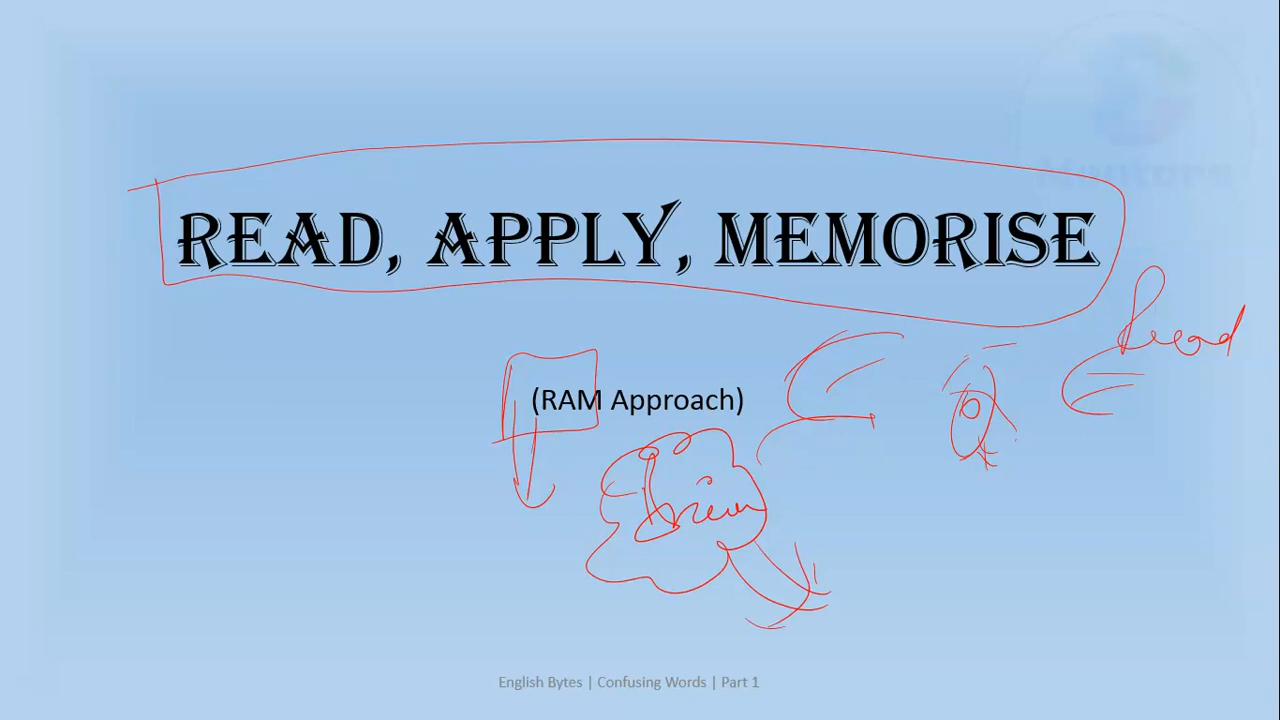 READ, APPLY, MEMORISE
Read
(RAM Approach)
Brain
English Bytes | Confusing Words | Part 1